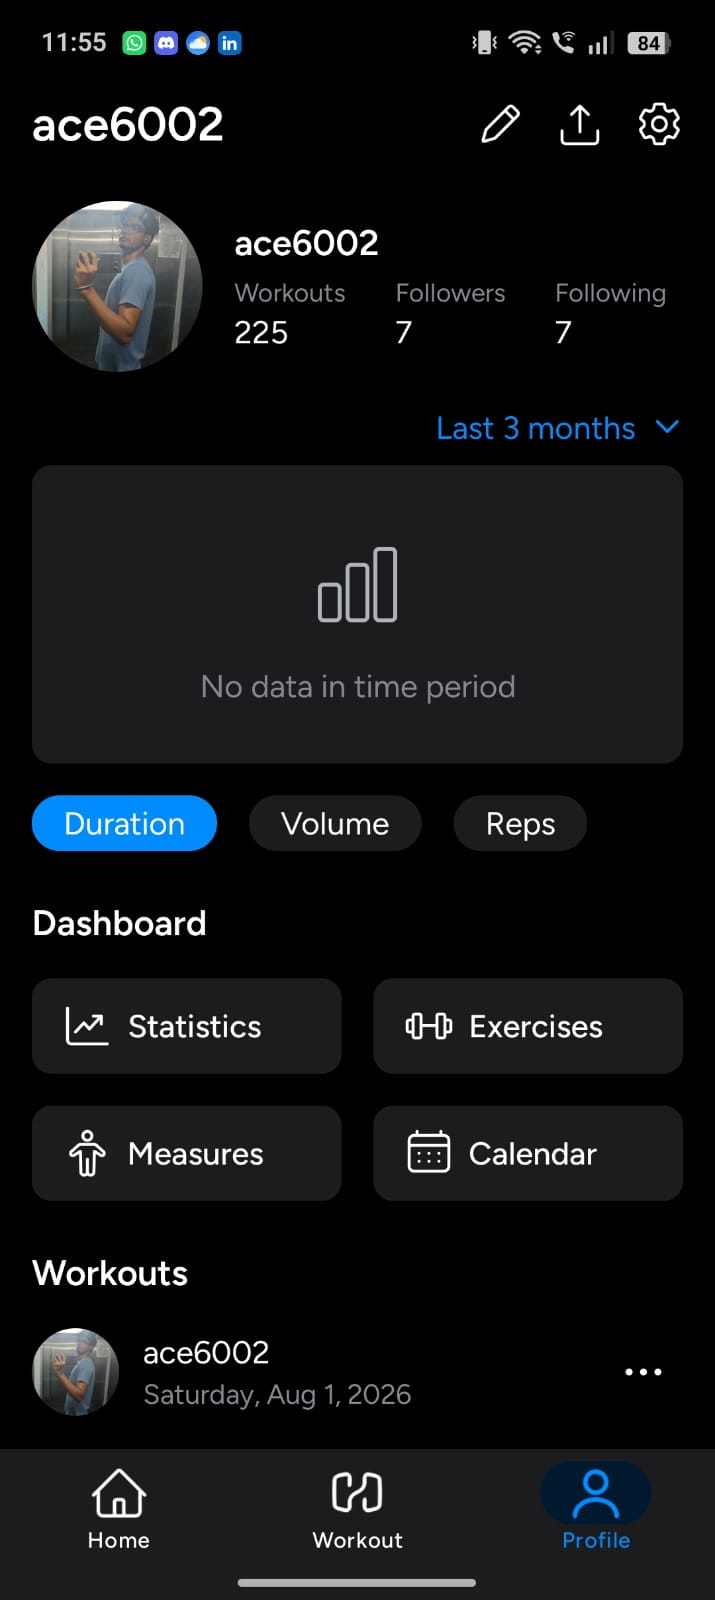 11:55
in
84
ace6002
ace6002
Workouts Followers Following
225 7 7
Last 3 months
No data in time period
Duration Volume Reps
Dashboard
Statistics Exercises
Measures Calendar
Workouts
ace6002
Saturday, Aug 1, 2026
Home Workout Profile